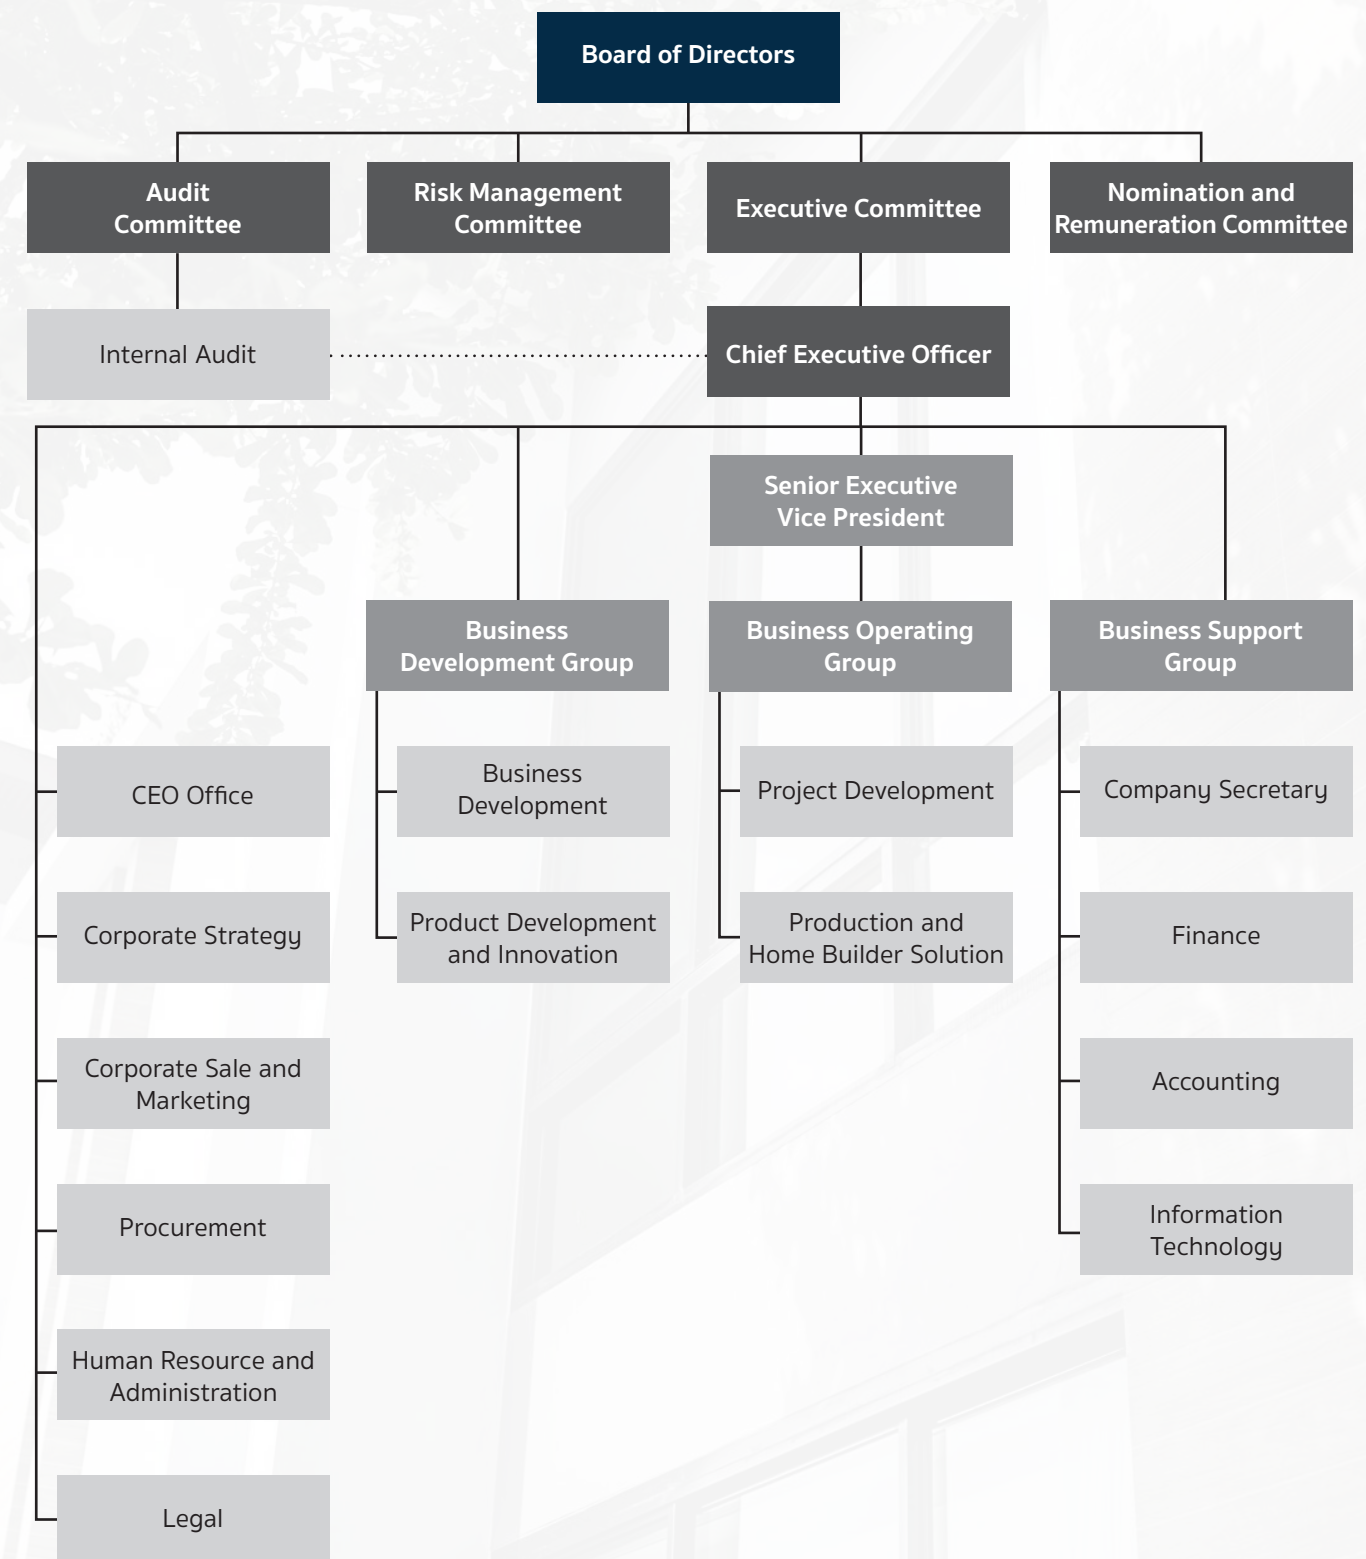 Board of Directors
Audit
Committee
Risk Management
Committee
Executive Committee
Nomination and
Remuneration Committee
Internal Audit
Chief Executive Officer
Senior Executive
Vice President
Business
Development Group
Business Operating
Group
Business Support
Group
CEO Office
Corporate Strategy
Corporate Sale and
Marketing
Procurement
Human Resource and
Administration
Legal
Business
Development
Product Development
and Innovation
Project Development
Production and
Home Builder Solution
Company Secretary
Finance
Accounting
Information
Technology